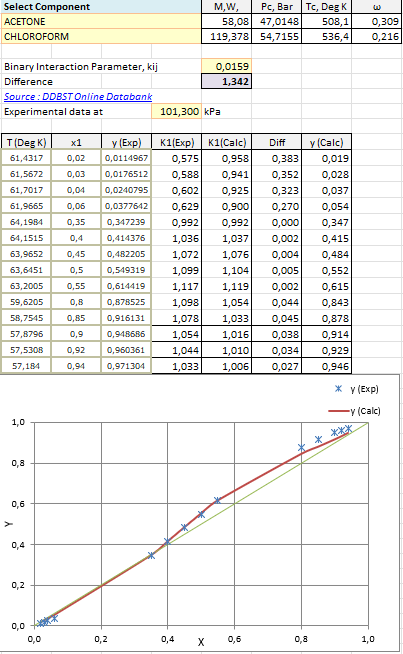 Select Component M,W, Pc, Bar Tc, Deg K ω
ACETONE 58,08 47,0148 508,1 0,309
CHLOROFORM 119,378 54,7155 536,4 0,216
Binary Interaction Parameter, kij 0,0159
Difference 1,342
Source : DDBST Online Databank
Experimental data at 101,300 kPa
T (Deg K) x1 y (Exp) K1(Exp) K1(Calc) Diff y (Calc)
61,4317 0,02 0,0114967 0,575 0,958 0,383 0,019
61,5672 0,03 0,0176512 0,588 0,941 0,352 0,028
61,7017 0,04 0,0240795 0,602 0,925 0,323 0,037
61,9665 0,06 0,0377642 0,629 0,900 0,270 0,054
64,1984 0,35 0,347239 0,992 0,992 0,000 0,347
64,1515 0,4 0,414376 1,036 1,037 0,002 0,415
63,9652 0,45 0,482205 1,072 1,076 0,004 0,484
63,6451 0,5 0,549319 1,099 1,104 0,005 0,552
63,2005 0,55 0,614419 1,117 1,119 0,002 0,615
59,6205 0,8 0,878525 1,098 1,054 0,044 0,843
58,7545 0,85 0,916131 1,078 1,033 0,045 0,878
57,8796 0,9 0,948686 1,054 1,016 0,038 0,914
57,5308 0,92 0,960361 1,044 1,010 0,034 0,929
57,184 0,94 0,971304 1,033 1,006 0,027 0,946
y (Exp)
y (Calc)
1,0
0,8
0,6
Y
0,4
0,2
0,0
0,0 0,2 0,4 0,6 0,8 1,0
X